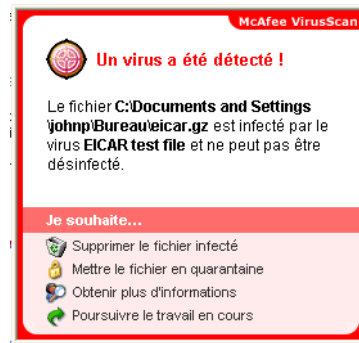 McAfee VirusScan
Un virus a été détecté !
Le fichier C:\Documents and Settings
\johnp\Bureau\eicar.gz est infecté par le
virus EICAR test file et ne peut pas être
désinfecté.
Je souhaite...
Supprimer le fichier infecté
Mettre le fichier en quarantaine
Obtenir plus d'informations
Poursuivre le travail en cours